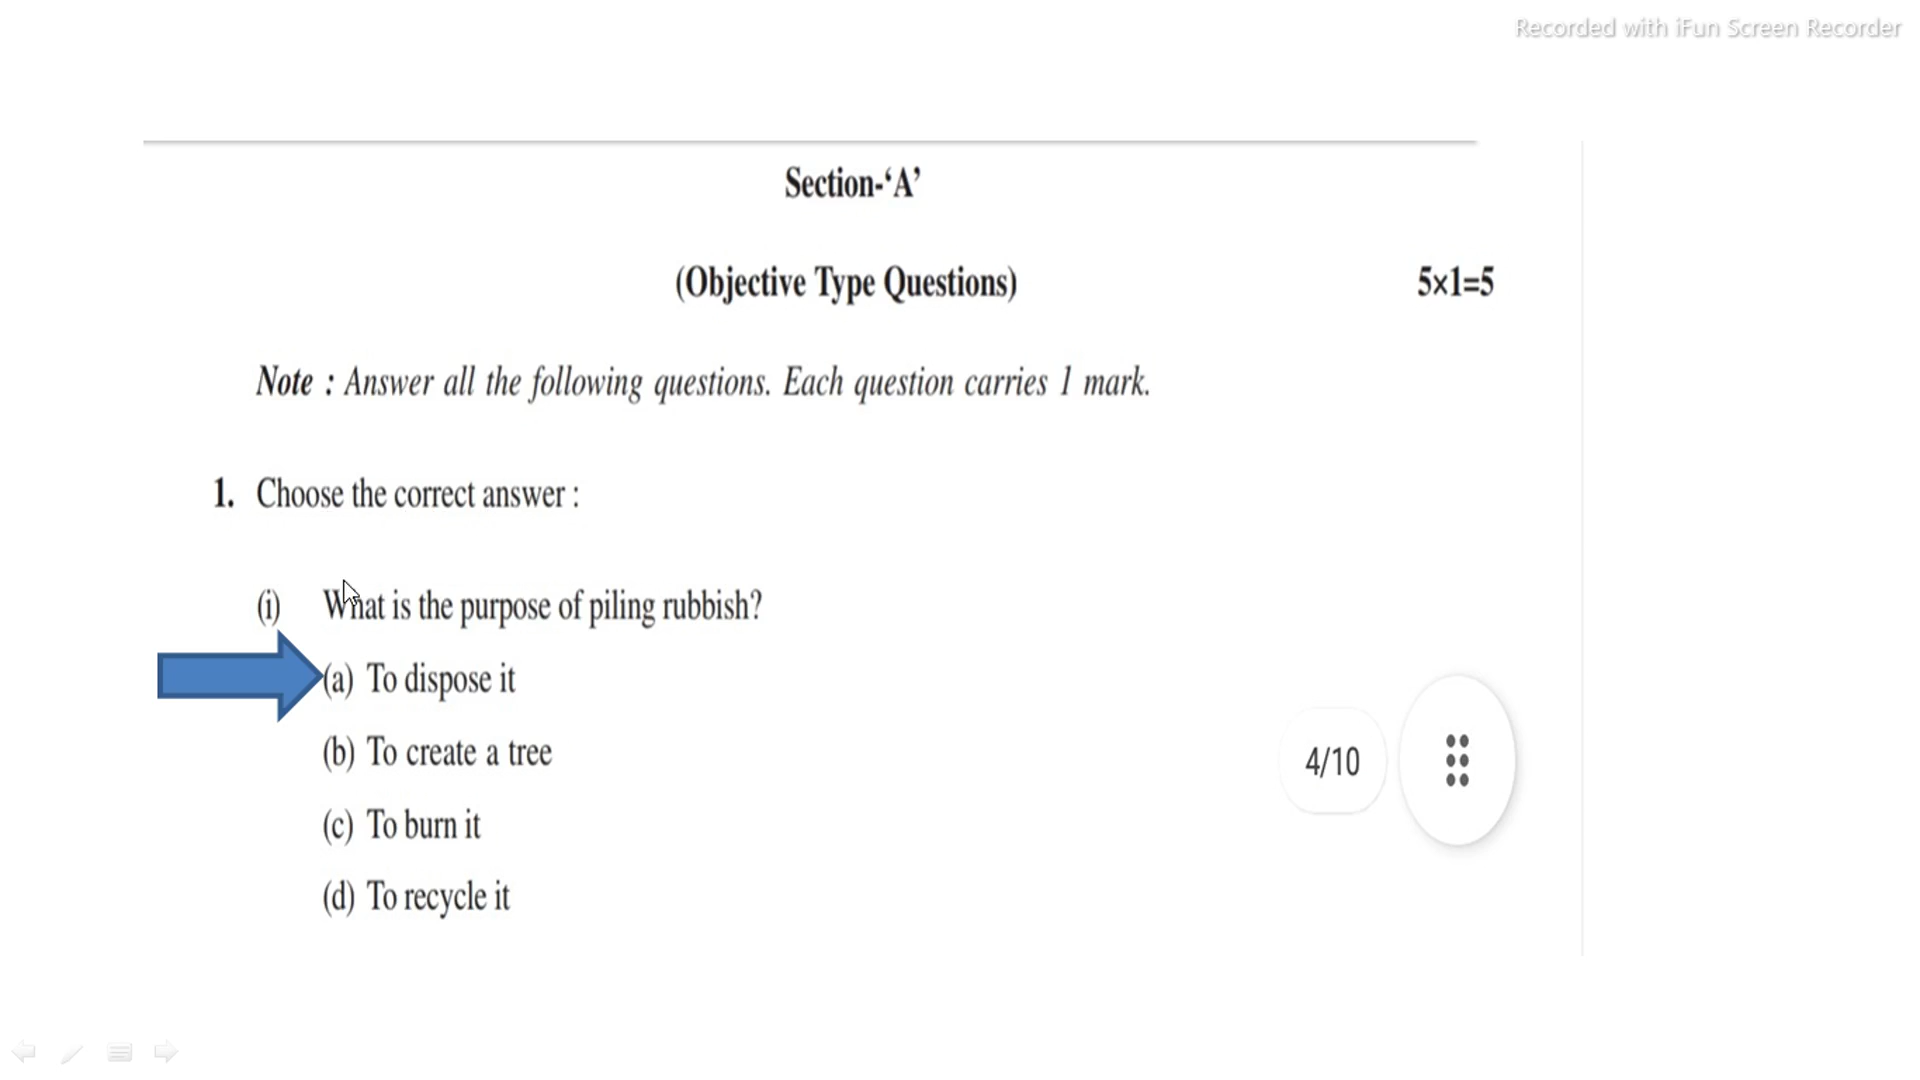 Recorded with iFun Screen Recorder
Section-‘A’
(Objective Type Questions) 5×1=5
Note : Answer all the following questions. Each question carries 1 mark.
1. Choose the correct answer :
(i) What is the purpose of piling rubbish?
(a) To dispose it
(b) To create a tree
4/10
(c) To burn it
(d) To recycle it